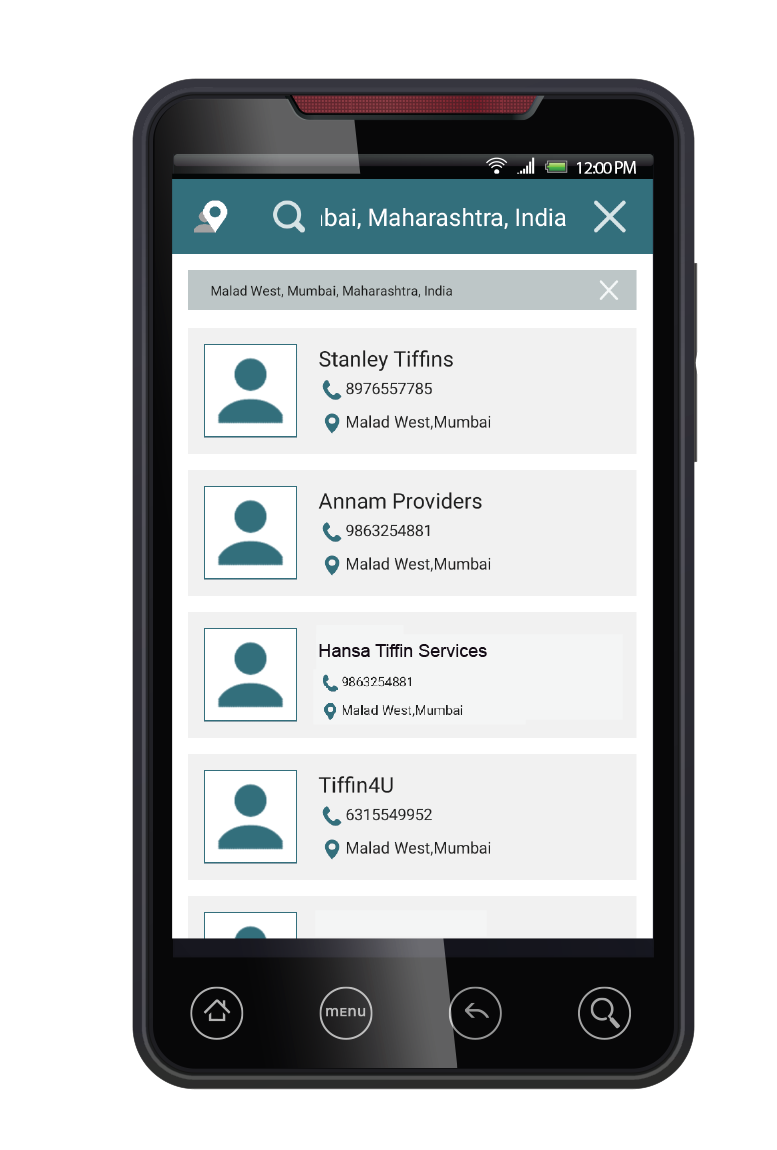 12:00 PM
bai, Maharashtra, India
Malad West, Mumbai, Maharashtra, India
Stanley Tiffins
8976557785
Malad West,Mumbai
Annam Providers
9863254881
Malad West,Mumbai
Hansa Tiffin Services
9863254881
Malad West,Mumbai
Tiffin4U
6315549952
Malad West,Mumbai
MENU